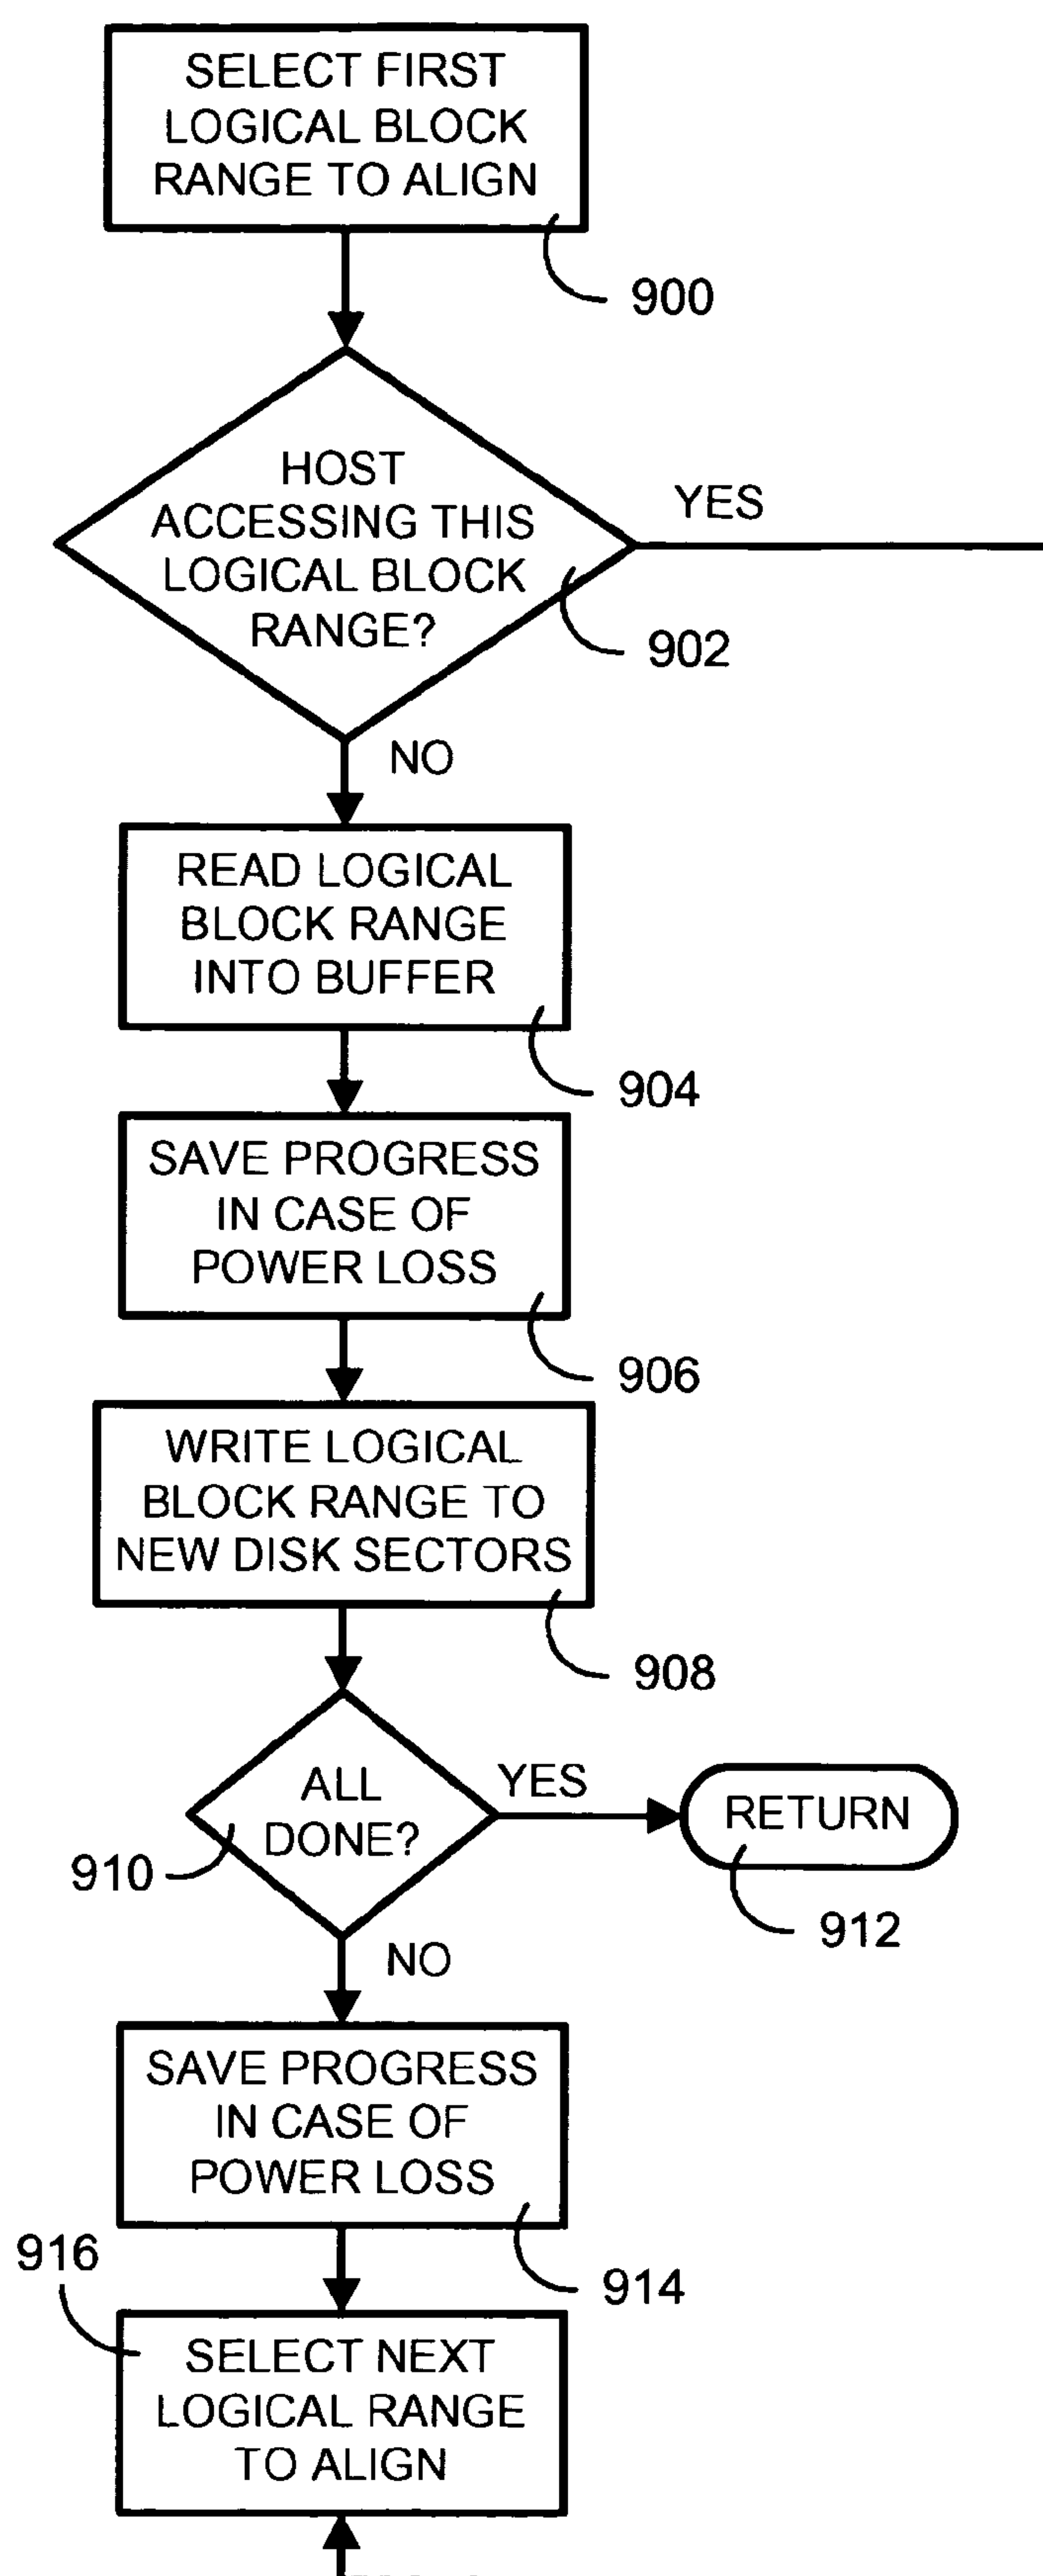 SELECT FIRST
LOGICAL BLOCK
RANGE TO ALIGN
900
HOST
ACCESSING THIS
LOGICAL BLOCK
RANGE?
YES
902
NO
READ LOGICAL
BLOCK RANGE
INTO BUFFER
904
SAVE PROGRESS
IN CASE OF
POWER LOSS
906
WRITE LOGICAL
BLOCK RANGE TO
NEW DISK SECTORS
908
ALL
DONE?
YES
RETURN
910
912
NO
SAVE PROGRESS
IN CASE OF
POWER LOSS
914
916
SELECT NEXT
LOGICAL RANGE
TO ALIGN